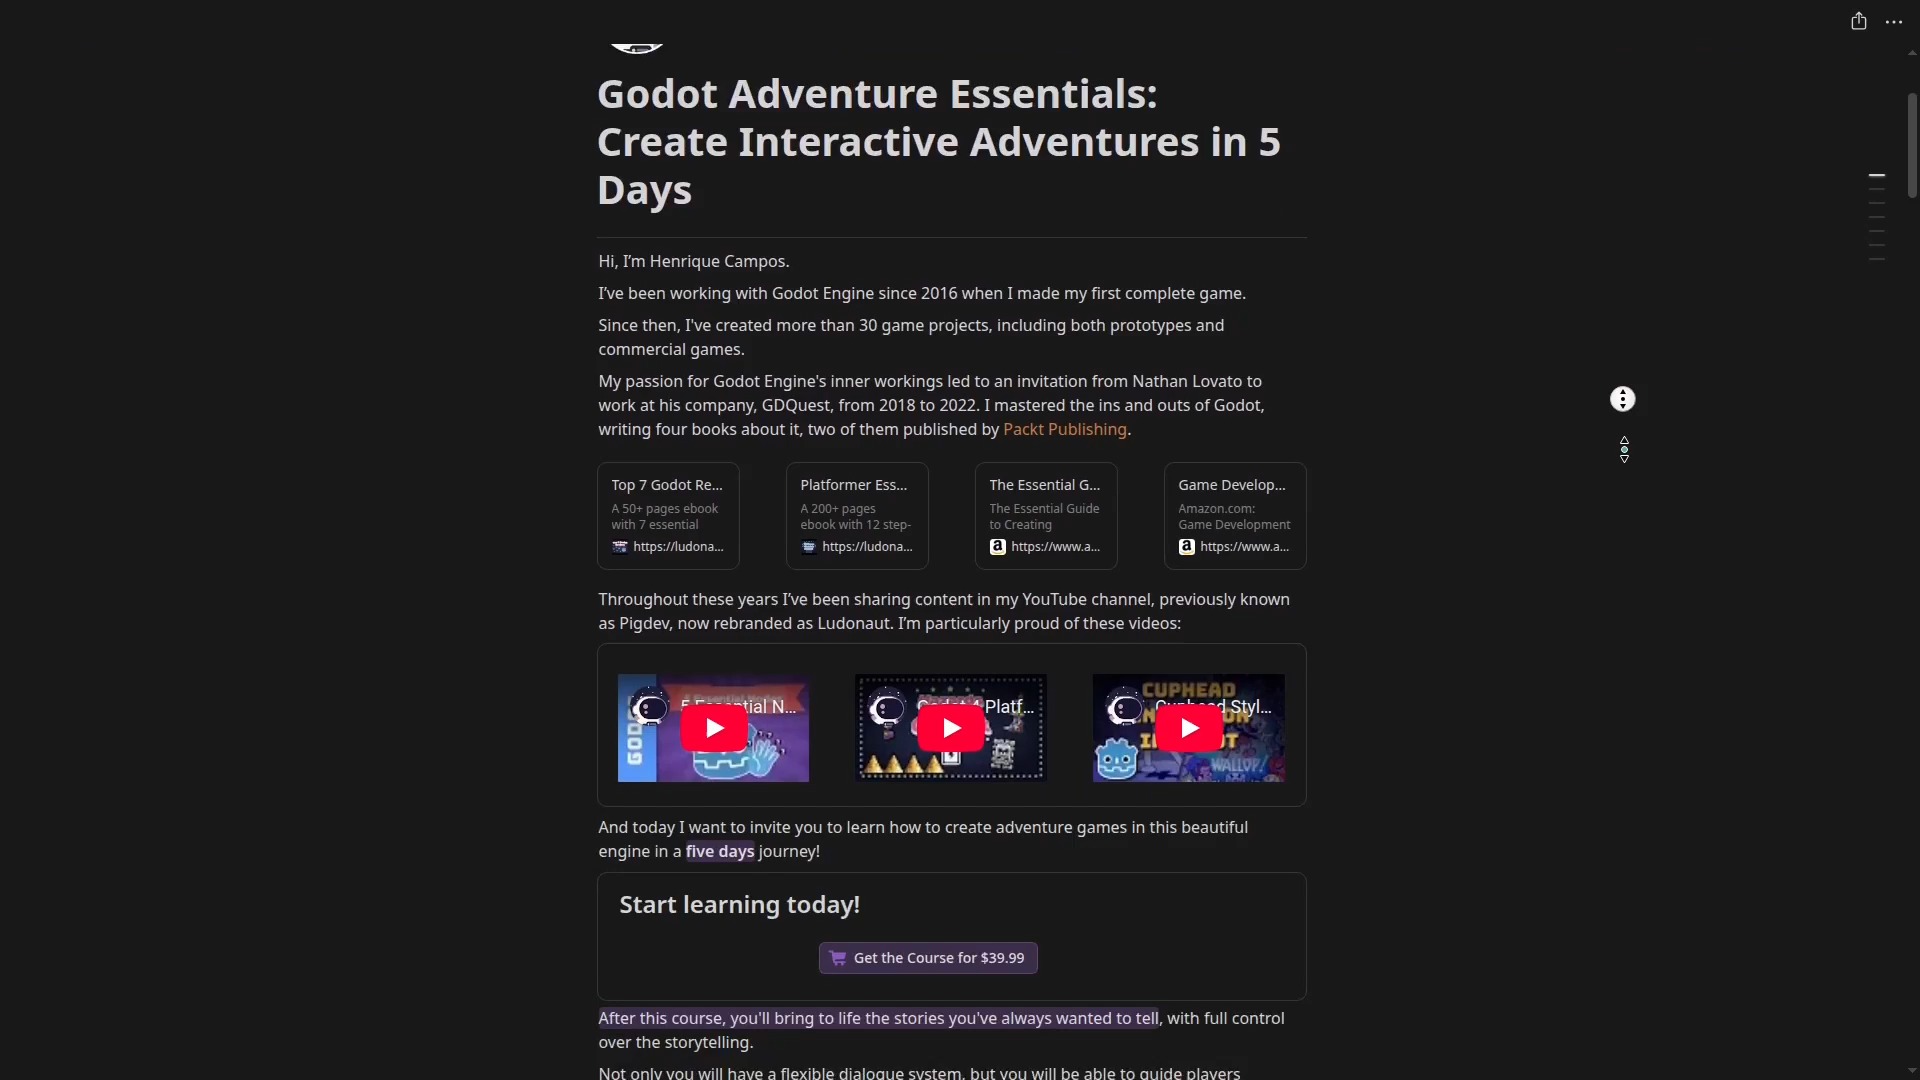 Godot Adventure Essentials:
Create Interactive Adventures in 5
Days
Hi, I’m Henrique Campos.
I’ve been working with Godot Engine since 2016 when I made my first complete game.
Since then, I've created more than 30 game projects, including both prototypes and
commercial games.
My passion for Godot Engine's inner workings led to an invitation from Nathan Lovato to
work at his company, GDQuest, from 2018 to 2022. I mastered the ins and outs of Godot,
writing four books about it, two of them published by Packt Publishing.
Top 7 Godot Re...
A 50+ pages ebook
with 7 essential
https://ludona...
Platformer Ess...
A 200+ pages
ebook with 12 step-
https://ludona...
The Essential G...
The Essential Guide
to Creating
https://www.a...
Game Develop...
Amazon.com:
Game Development
https://www.a...
Throughout these years I’ve been sharing content in my YouTube channel, previously known
as Pigdev, now rebranded as Ludonaut. I’m particularly proud of these videos:
5 Essential N...
Godot 4 Platf...
CUPHEAD
Cuphead Styl...
WALLOP!
And today I want to invite you to learn how to create adventure games in this beautiful
engine in a five days journey!
Start learning today!
Get the Course for $39.99
After this course, you'll bring to life the stories you've always wanted to tell, with full control
over the storytelling.
Not only you will have a flexible dialogue system, but you will be able to guide players